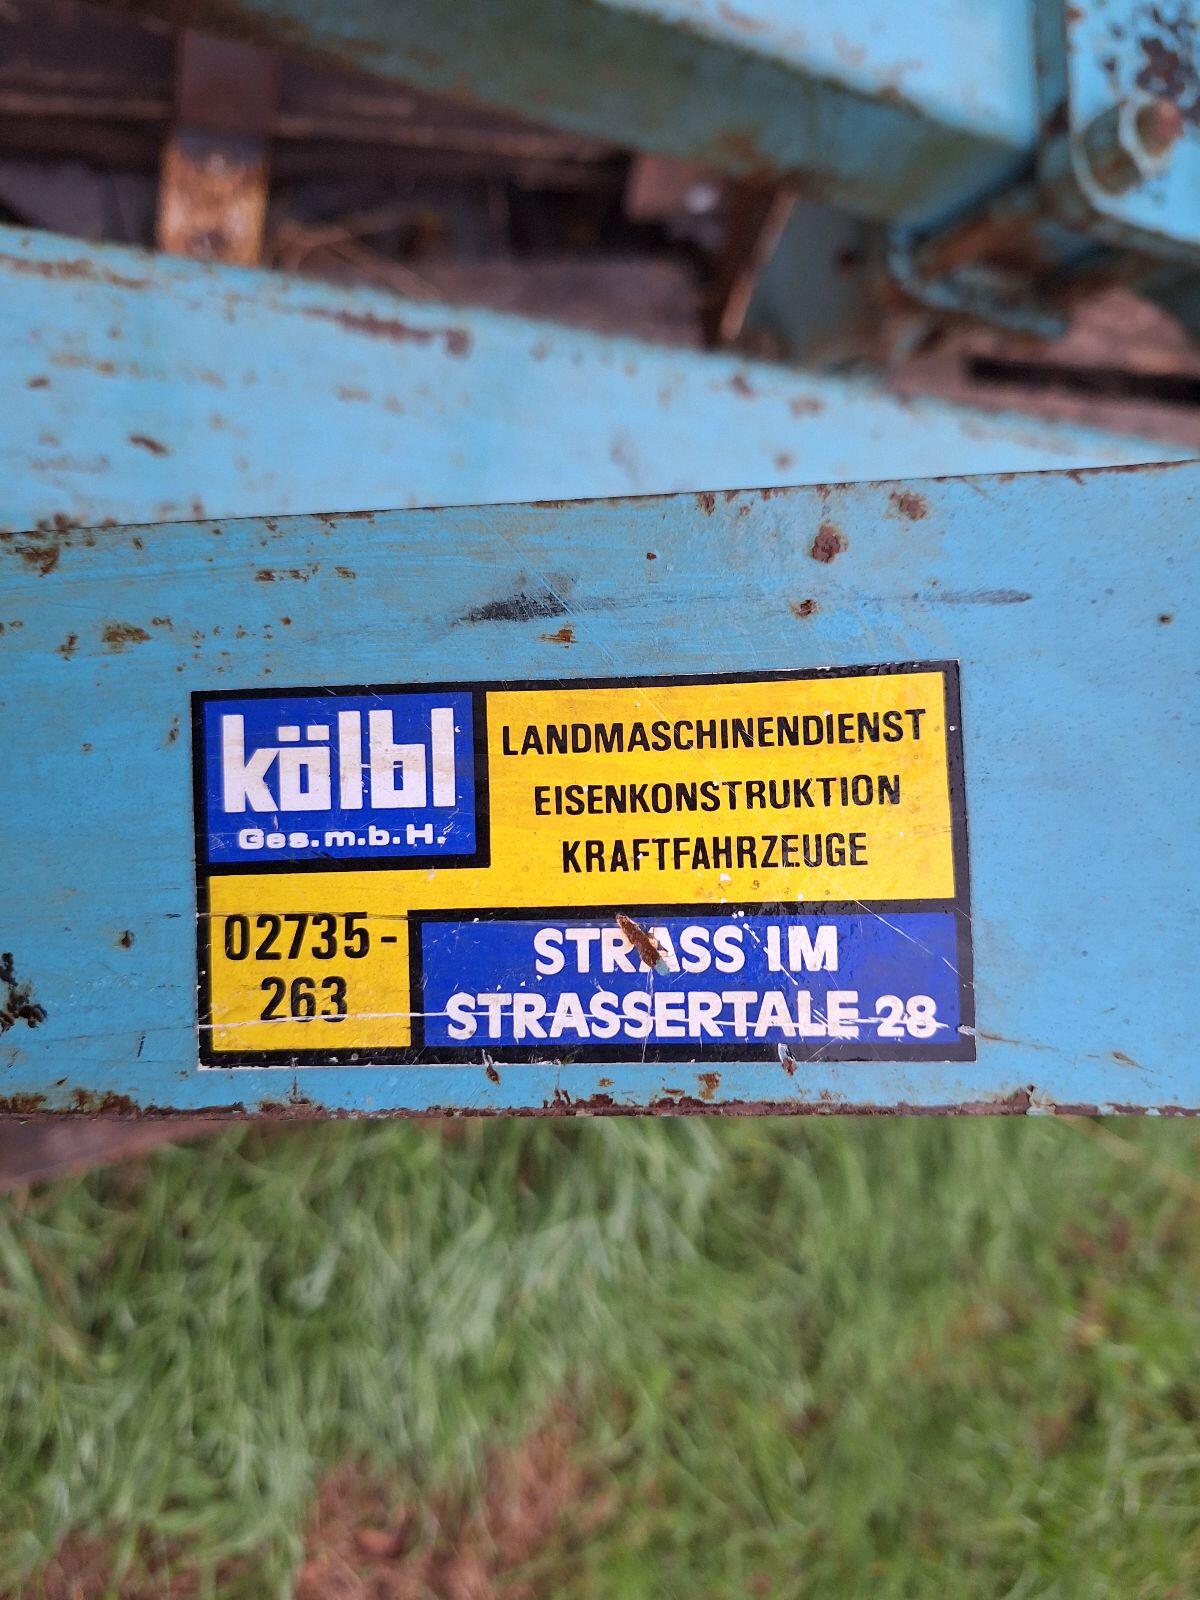 kölbl
Ges.m.b.H.
LANDMASCHINENDIENST
EISENKONSTRUKTION
KRAFTFAHRZEUGE
02735-
263
STRASS IM
STRASSERTALE 28